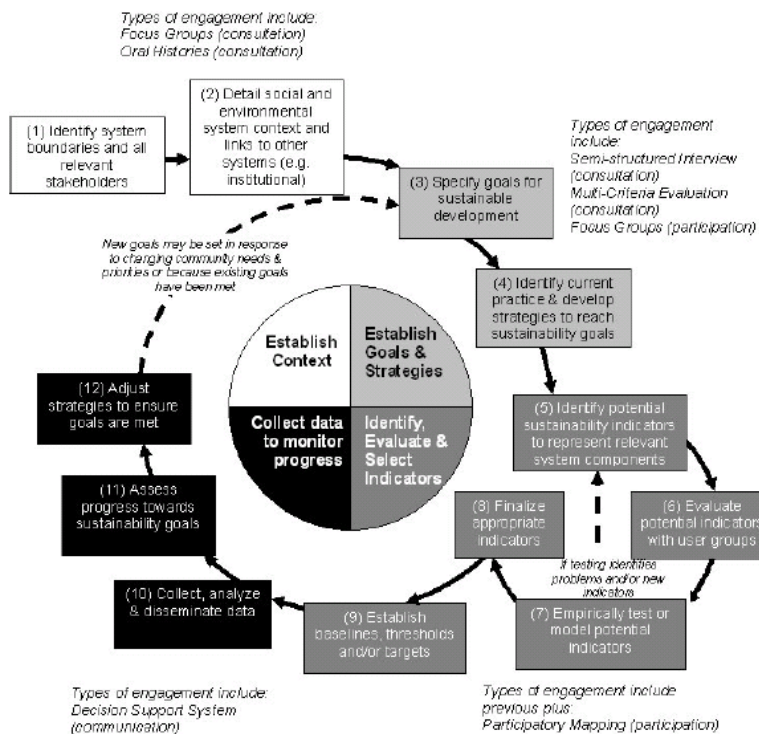 Types of engagement include:
Focus Groups (consultation)
Oral Histories (consultation)
(1) Identify system
boundaries and all
relevant
stakeholders
(2) Detail social and
environmental
system context and
links to other
systems (e.g.
institutional)
Types of engagement
include:
Semi-structured Interview
(consultation)
Multi-Criteria Evaluation
(consultation)
Focus Groups (participation)
(3) Specify goals for
sustainable
development
New goals may be set in response
to changing community needs &
priorities or because existing goals
have been met
(4) Identify current
practice & develop
strategies to reach
sustainability goals
Establish
Context
Establish
Goals &
Strategies
Collect data
to monitor
progress
Identify,
Evaluate &
Select
Indicators
(5) Identify potential
sustainability indicators
to represent relevant
system components
(6) Evaluate
potential indicators
with user groups
If testing identifies
problems and/or new
indicators
(7) Empirically test or
model potential
indicators
(8) Finalize
appropriate
indicators
(9) Establish
baselines, thresholds
and/or targets
(10) Collect, analyze
& disseminate data
(11) Assess
progress towards
sustainability goals
(12) Adjust
strategies to ensure
goals are met
Types of engagement include:
Decision Support System
(communication)
Types of engagement include
previous plus:
Participatory Mapping (participation)